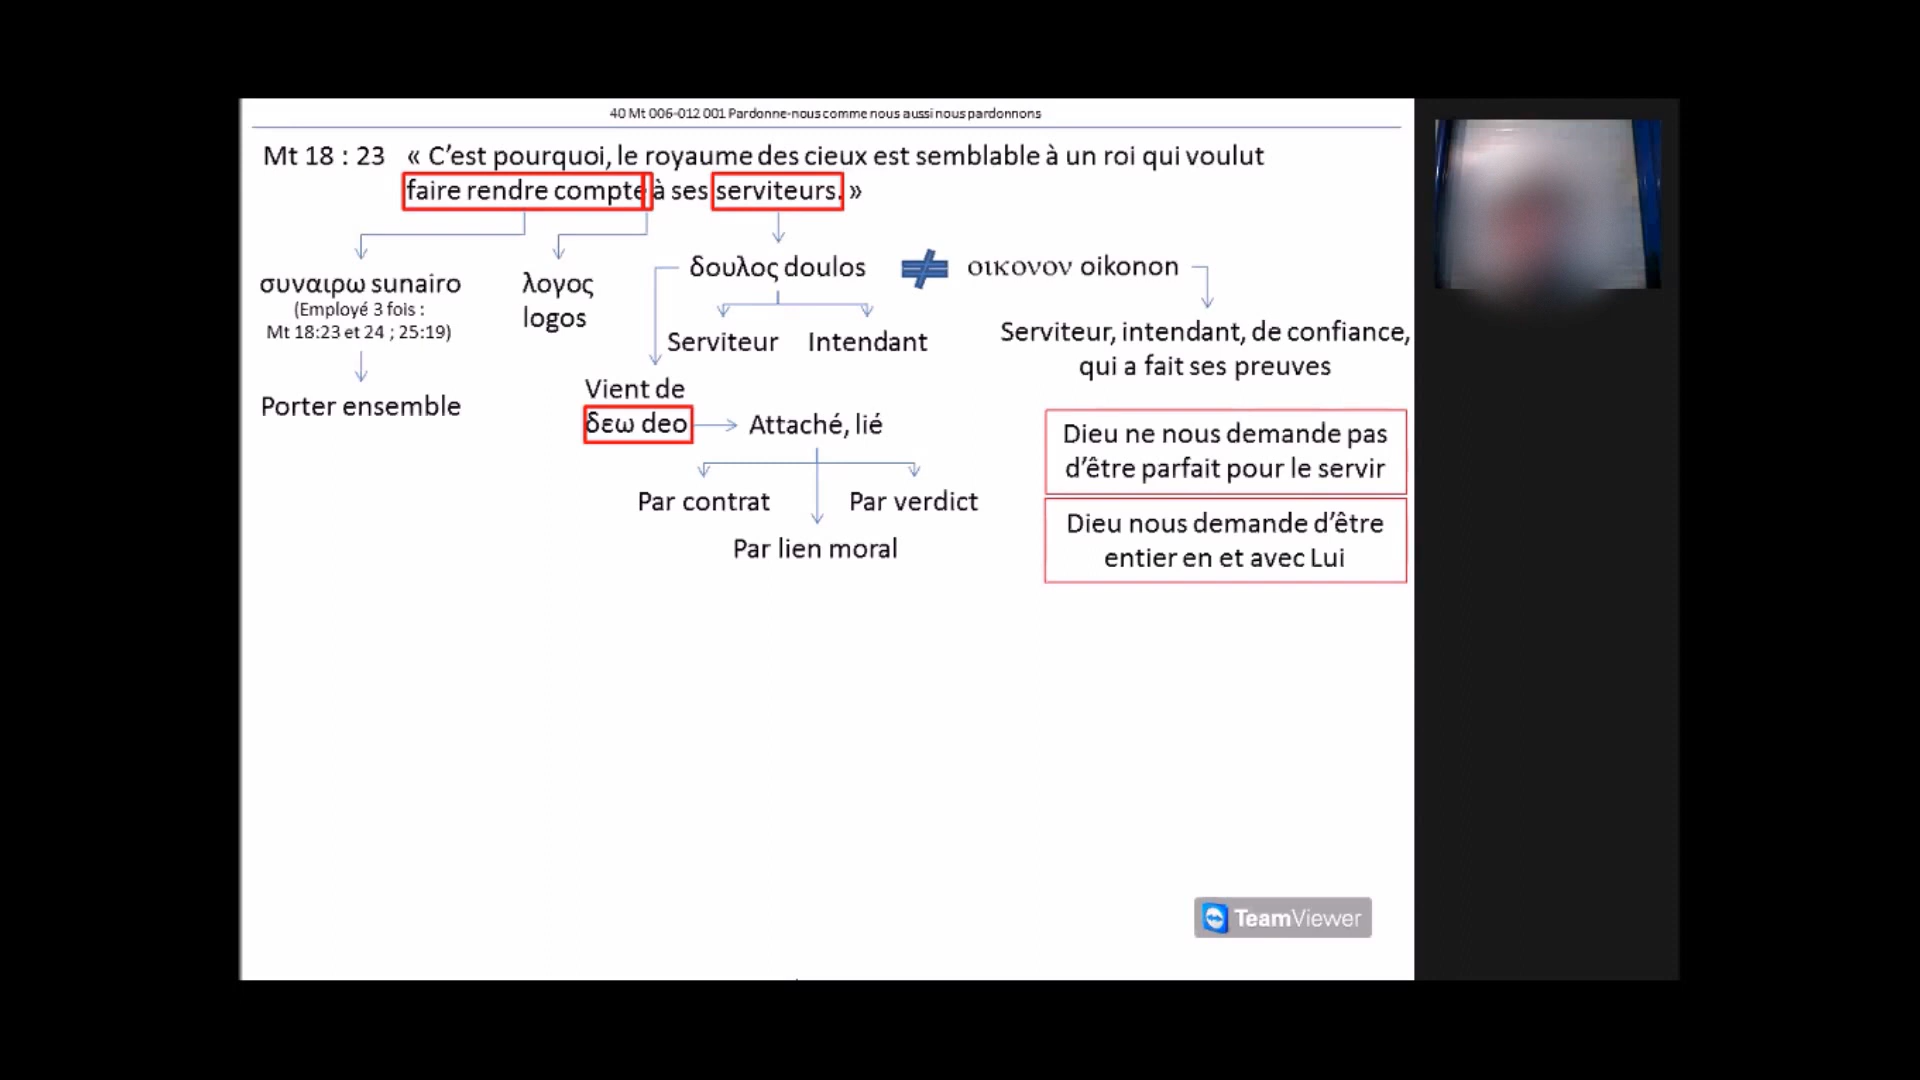 40 Mt 006-012 001 Pardonne-nous comme nous aussi nous pardonnons
Mt 18 : 23 « C’est pourquoi, le royaume des cieux est semblable à un roi qui voulut
faire rendre compte à ses serviteurs. »
συναιρω sunairo
(Employé 3 fois :
Mt 18:23 et 24 ; 25:19)
Porter ensemble
λογος
logos
δουλος doulos
≠
οικονον oikonon
Serviteur
Intendant
Serviteur, intendant, de confiance,
qui a fait ses preuves
Vient de
δεω deo
Attaché, lié
Par contrat
Par verdict
Par lien moral
Dieu ne nous demande pas
d’être parfait pour le servir
Dieu nous demande d’être
entier en et avec Lui
TeamViewer